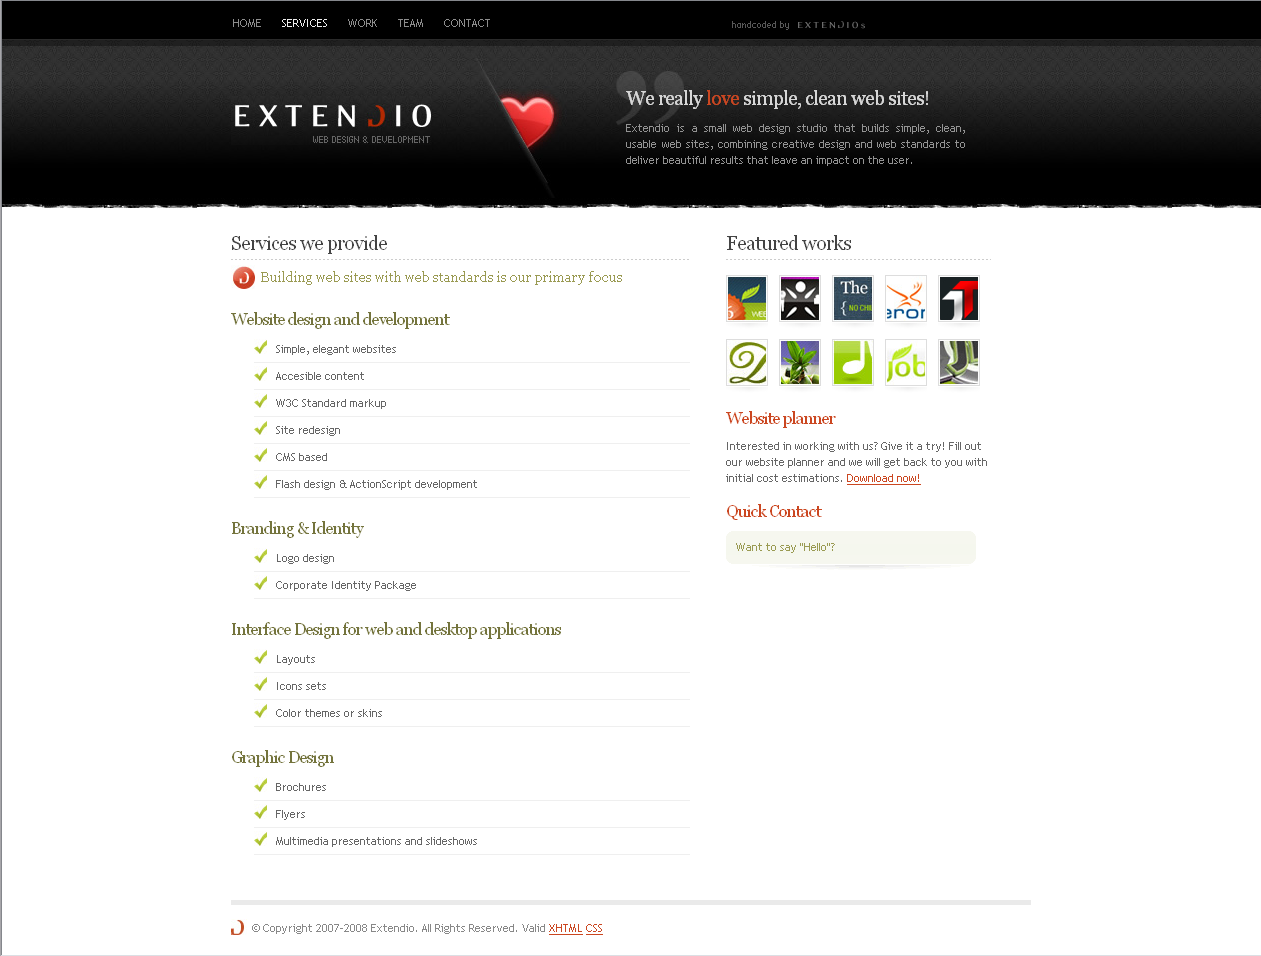 HOME SERVICES WORK TEAM CONTACT
handcoded by EXTENDIOs
EXTENDIO
WEB DESIGN & DEVELOPMENT
We really love simple, clean web sites!
Extendio is a small web design studio that builds simple, clean,
usable web sites, combining creative design and web standards to
deliver beautiful results that leave an impact on the user.
Services we provide
Building web sites with web standards is our primary focus
Website design and development
Simple, elegant websites
Accesible content
W3C Standard markup
Site redesign
CMS based
Flash design & ActionScript development
Branding & Identity
Logo design
Corporate Identity Package
Interface Design for web and desktop applications
Layouts
Icons sets
Color themes or skins
Graphic Design
Brochures
Flyers
Multimedia presentations and slideshows
Featured works
WEB
The
{ NO CHI
eror
Job
Website planner
Interested in working with us? Give it a try! Fill out
our website planner and we will get back to you with
initial cost estimations. Download now!
Quick Contact
Want to say "Hello"?
© Copyright 2007-2008 Extendio. All Rights Reserved. Valid XHTML CSS